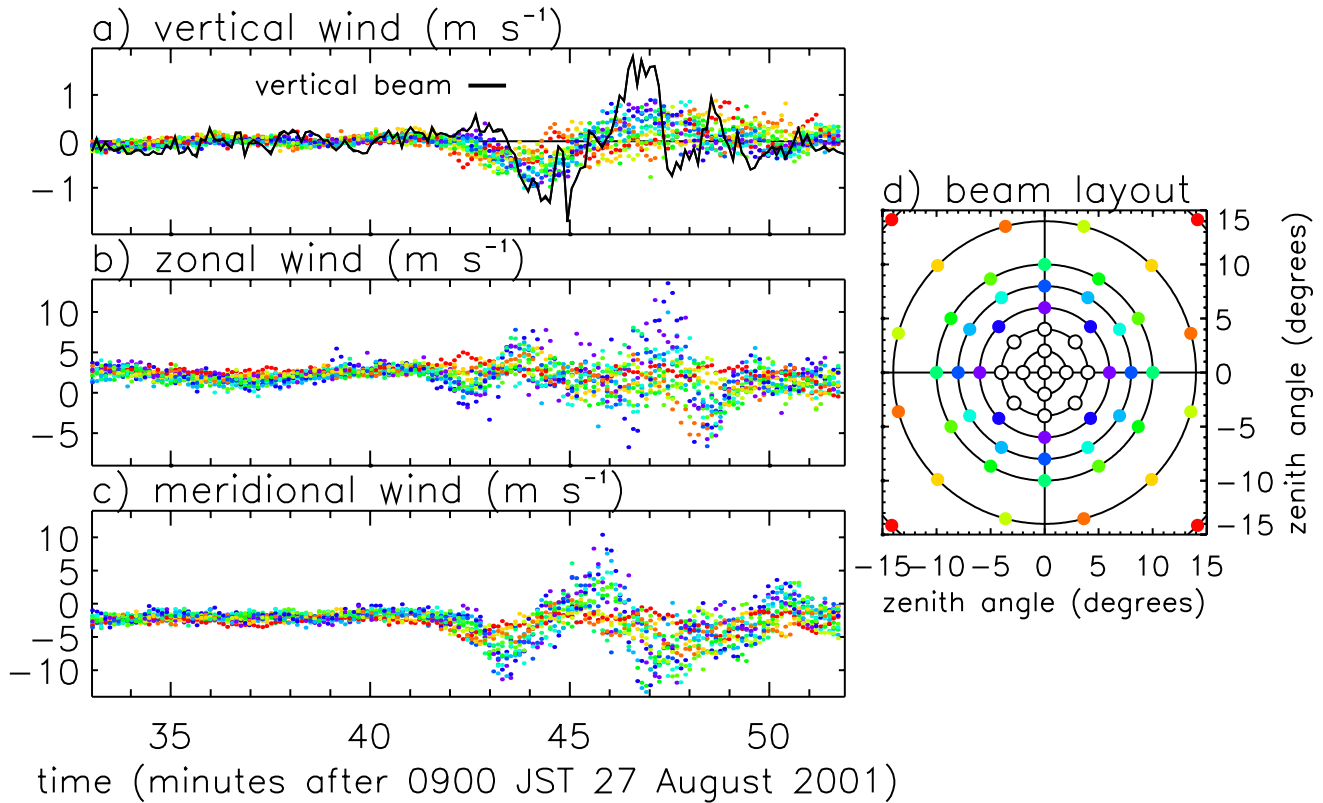 a) vertical wind (m s⁻¹)
vertical beam
1
0
−1
b) zonal wind (m s⁻¹)
10
5
0
−5
c) meridional wind (m s⁻¹)
10
5
0
−5
−10
35 40 45 50
time (minutes after 0900 JST 27 August 2001)
d) beam layout
15
10
5
0
−5
−10
−15
zenith angle (degrees)
−15 −10 −5 0 5 10 15
zenith angle (degrees)